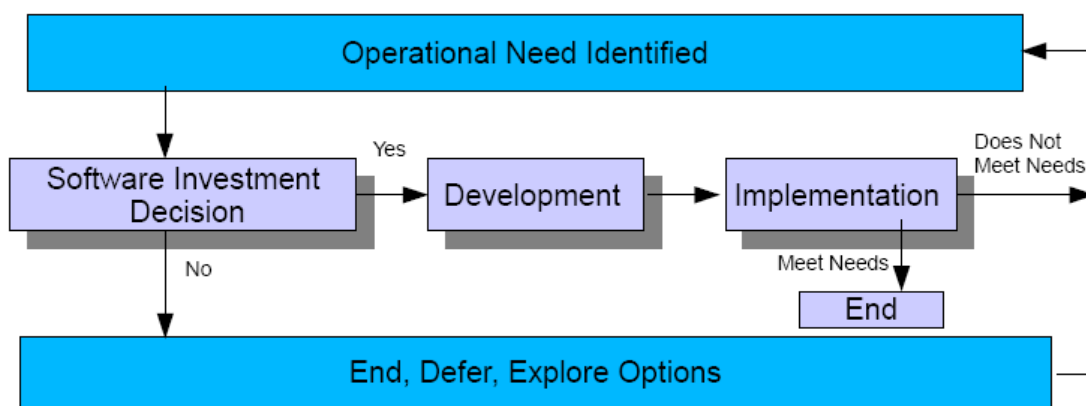 Operational Need Identified
Yes
Does Not
Meet Needs
Software Investment
Decision
Development
Implementation
No
Meet Needs
End
End, Defer, Explore Options